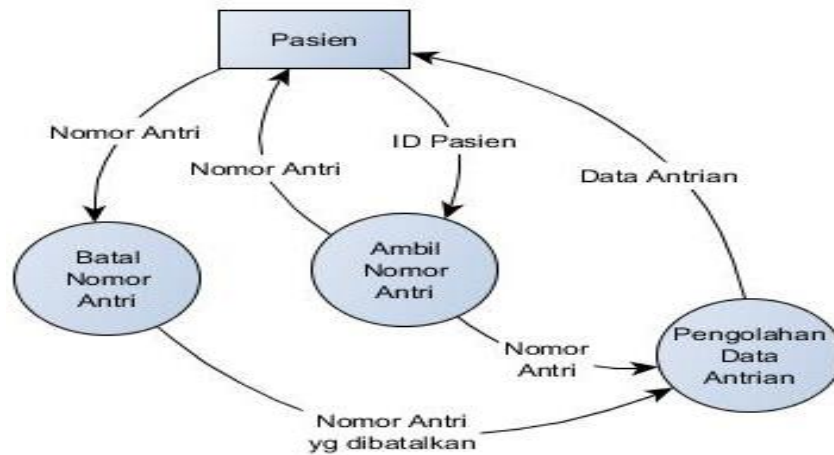 Pasien
Nomor Antri
Nomor Antri
ID Pasien
Data Antrian
Batal
Nomor
Antri
Ambil
Nomor
Antri
Pengolahan
Data
Antrian
Nomor
Antri
Nomor Antri
yg dibatalkan